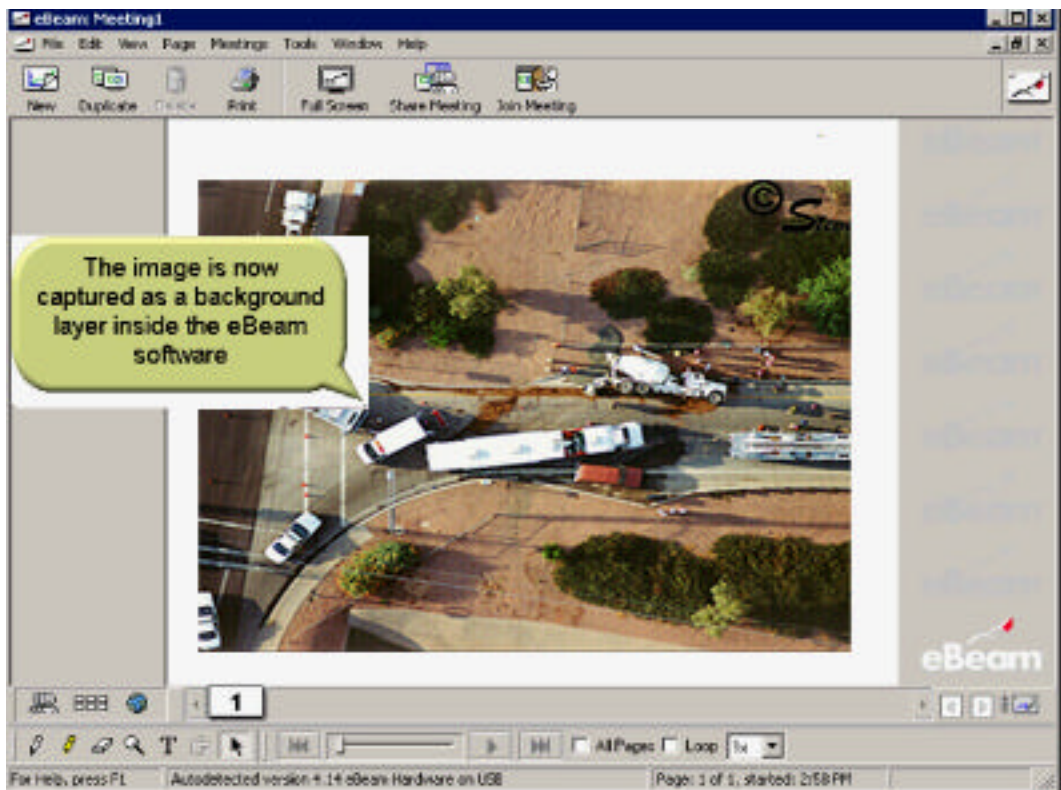 eBeam: Meeting1
File Edit View Page Meetings Tools Window Help
New Duplicate Delete Print Full Screen Share Meeting Join Meeting
©
The image is now
captured as a background
layer inside the eBeam
software
eBeam
1
T All Pages Loop 1x
For Help, press F1 Autodetected version 4.14 eBeam Hardware on USB Page: 1 of 1, started: 2:58 PM